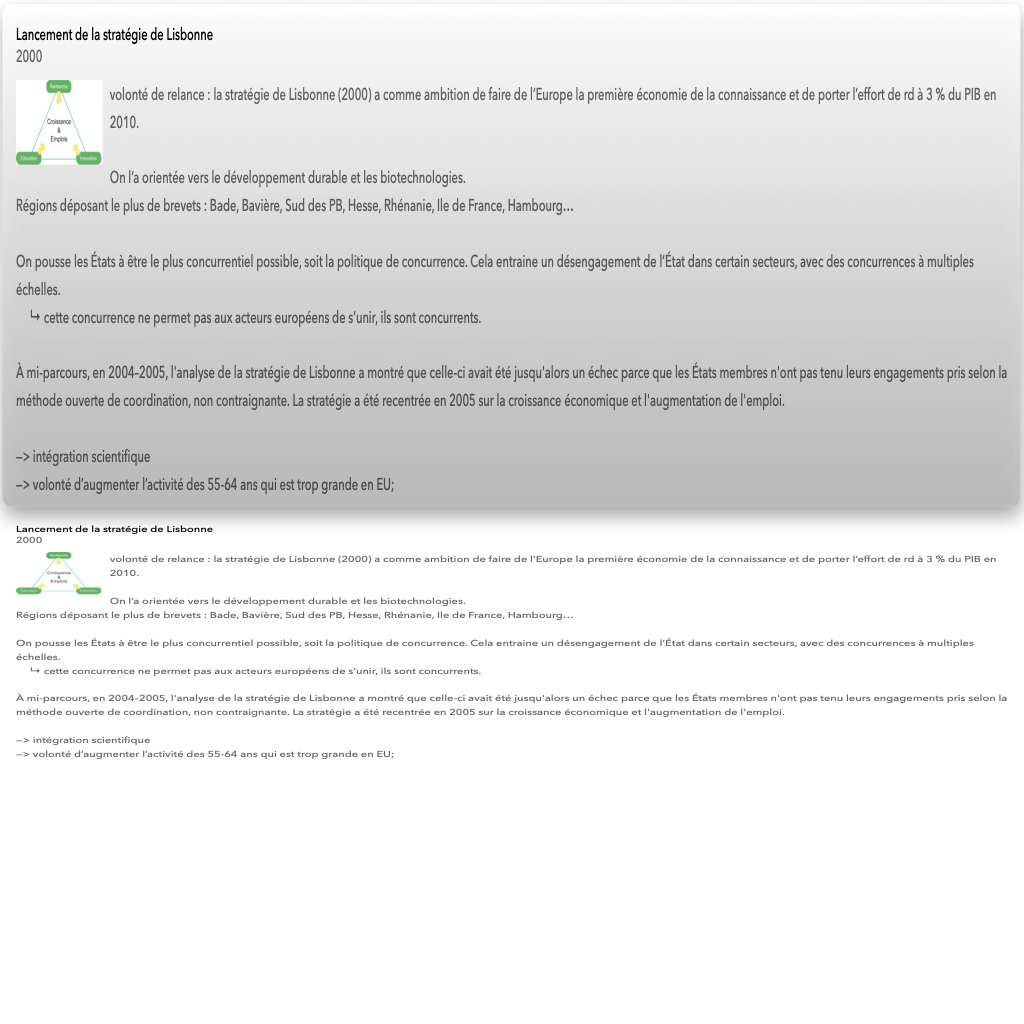 Lancement de la stratégie de Lisbonne
2000
Recherche
Croissance
&
Emplois
Education
Innovation
volonté de relance : la stratégie de Lisbonne (2000) a comme ambition de faire de l’Europe la première économie de la connaissance et de porter l’effort de rd à 3 % du PIB en
2010.
On l’a orientée vers le développement durable et les biotechnologies.
Régions déposant le plus de brevets : Bade, Bavière, Sud des PB, Hesse, Rhénanie, Ile de France, Hambourg…
On pousse les États à être le plus concurrentiel possible, soit la politique de concurrence. Cela entraine un désengagement de l’État dans certain secteurs, avec des concurrences à multiples
échelles.
↳ cette concurrence ne permet pas aux acteurs européens de s’unir, ils sont concurrents.
À mi-parcours, en 2004–2005, l'analyse de la stratégie de Lisbonne a montré que celle-ci avait été jusqu'alors un échec parce que les États membres n'ont pas tenu leurs engagements pris selon la
méthode ouverte de coordination, non contraignante. La stratégie a été recentrée en 2005 sur la croissance économique et l'augmentation de l'emploi.
—> intégration scientifique
—> volonté d’augmenter l’activité des 55-64 ans qui est trop grande en EU;
Lancement de la stratégie de Lisbonne
2000
Recherche
Croissance
&
Emplois
Education
Innovation
volonté de relance : la stratégie de Lisbonne (2000) a comme ambition de faire de l’Europe la première économie de la connaissance et de porter l’effort de rd à 3 % du PIB en
2010.
On l’a orientée vers le développement durable et les biotechnologies.
Régions déposant le plus de brevets : Bade, Bavière, Sud des PB, Hesse, Rhénanie, Ile de France, Hambourg…
On pousse les États à être le plus concurrentiel possible, soit la politique de concurrence. Cela entraine un désengagement de l’État dans certain secteurs, avec des concurrences à multiples
échelles.
↳ cette concurrence ne permet pas aux acteurs européens de s’unir, ils sont concurrents.
À mi-parcours, en 2004–2005, l'analyse de la stratégie de Lisbonne a montré que celle-ci avait été jusqu'alors un échec parce que les États membres n'ont pas tenu leurs engagements pris selon la
méthode ouverte de coordination, non contraignante. La stratégie a été recentrée en 2005 sur la croissance économique et l'augmentation de l'emploi.
—> intégration scientifique
—> volonté d’augmenter l’activité des 55-64 ans qui est trop grande en EU;